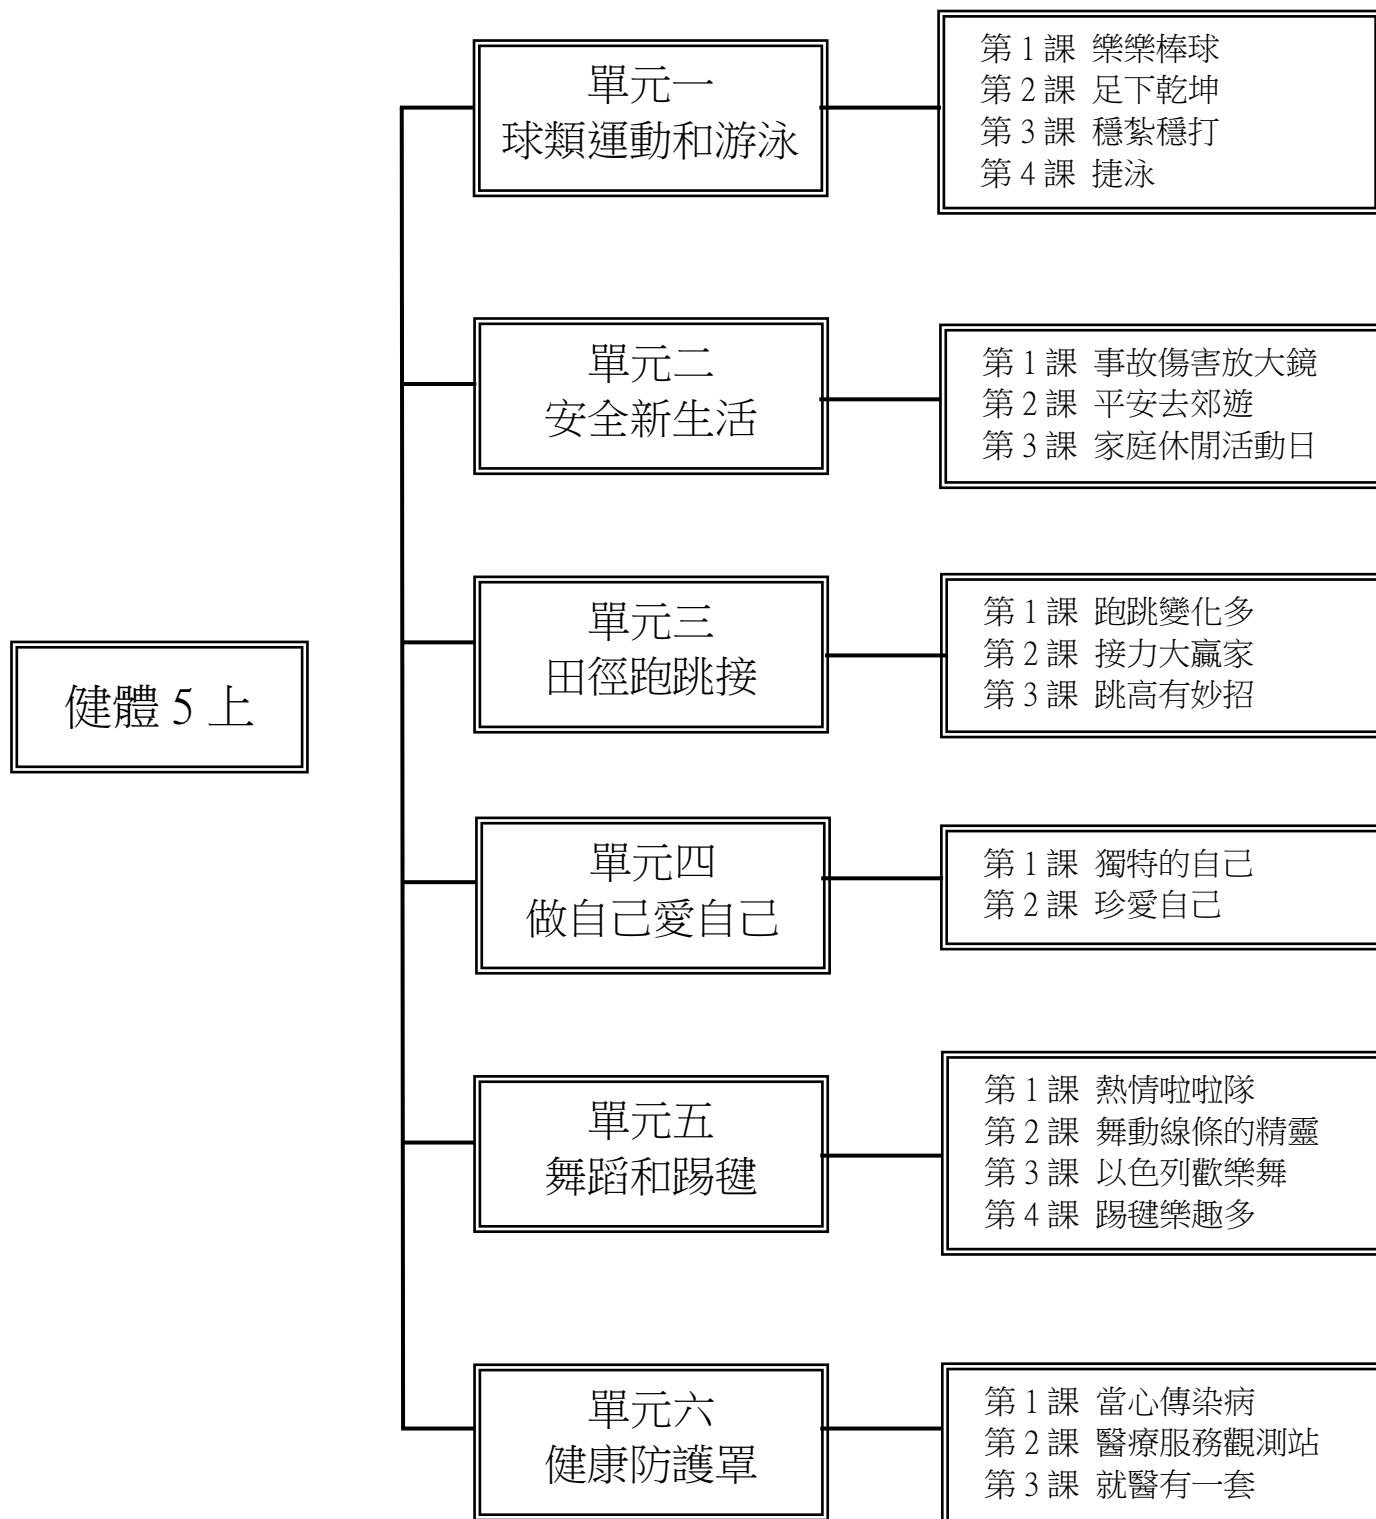 健體 5 上
單元一
球類運動和游泳
第 1 課 樂樂棒球
第 2 課 足下乾坤
第 3 課 穩紮穩打
第 4 課 捷泳
單元二
安全新生活
第 1 課 事故傷害放大鏡
第 2 課 平安去郊遊
第 3 課 家庭休閒活動日
單元三
田徑跑跳接
第 1 課 跑跳變化多
第 2 課 接力大贏家
第 3 課 跳高有妙招
單元四
做自己愛自己
第 1 課 獨特的自己
第 2 課 珍愛自己
單元五
舞蹈和踢毽
第 1 課 熱情啦啦隊
第 2 課 舞動線條的精靈
第 3 課 以色列歡樂舞
第 4 課 踢毽樂趣多
單元六
健康防護罩
第 1 課 當心傳染病
第 2 課 醫療服務觀測站
第 3 課 就醫有一套